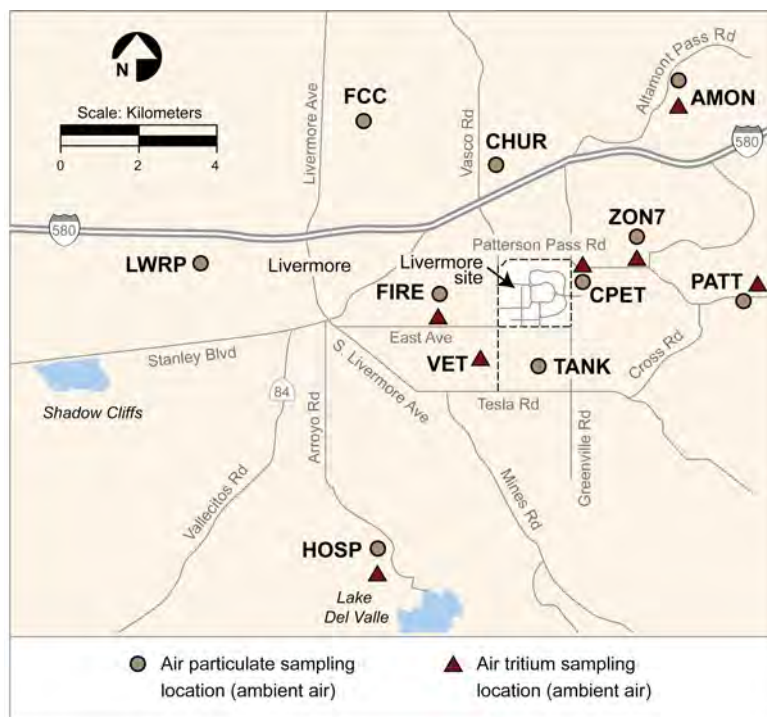 Altamont Pass Rd
N
Scale: Kilometers
0 2 4
Livermore Ave
FCC
Vasco Rd
AMON
CHUR
580
580
ZON7
LWRP
Livermore
Patterson Pass Rd
Livermore
site
FIRE
CPET
PATT
East Ave
Stanley Blvd
VET
TANK
Cross Rd
S. Livermore Ave
Tesla Rd
Shadow Cliffs
84
Arroyo Rd
Vallecitos Rd
Mines Rd
Greenville Rd
HOSP
Lake
Del Valle
Air particulate sampling
location (ambient air)
Air tritium sampling
location (ambient air)